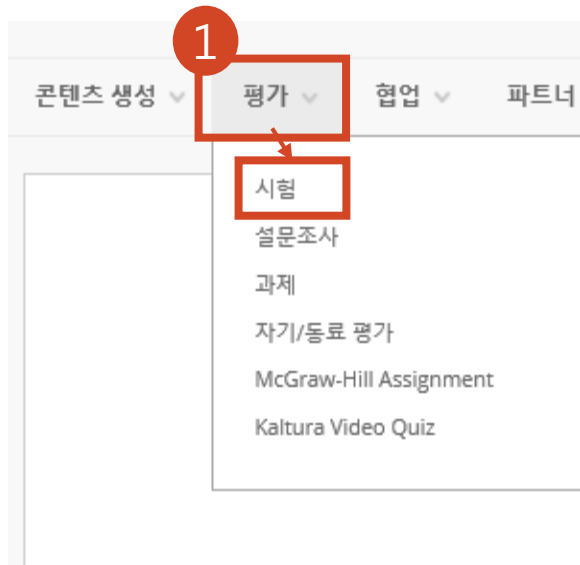 1
콘텐츠 생성 평가 협업 파트너
시험
설문조사
과제
자기/동료 평가
McGraw-Hill Assignment
Kaltura Video Quiz